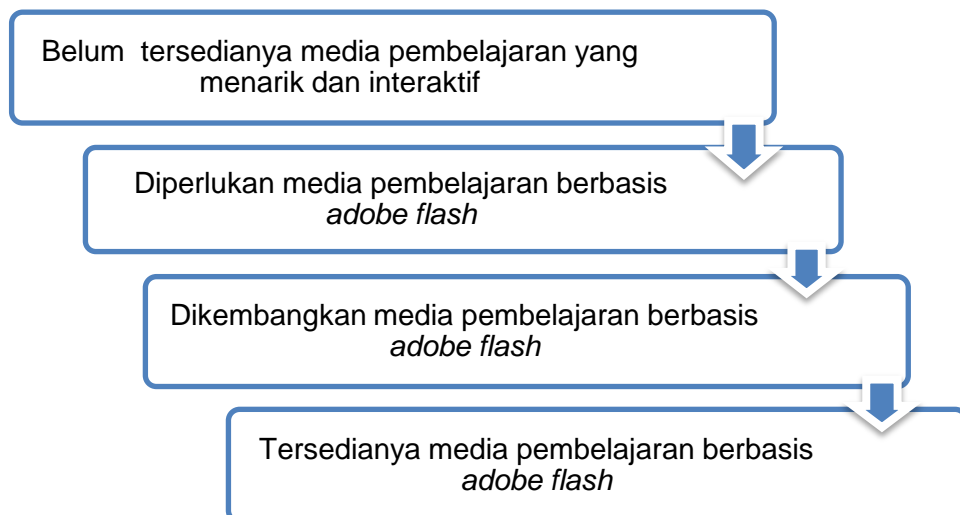 Belum tersedianya media pembelajaran yang
menarik dan interaktif
Diperlukan media pembelajaran berbasis
adobe flash
Dikembangkan media pembelajaran berbasis
adobe flash
Tersedianya media pembelajaran berbasis
adobe flash